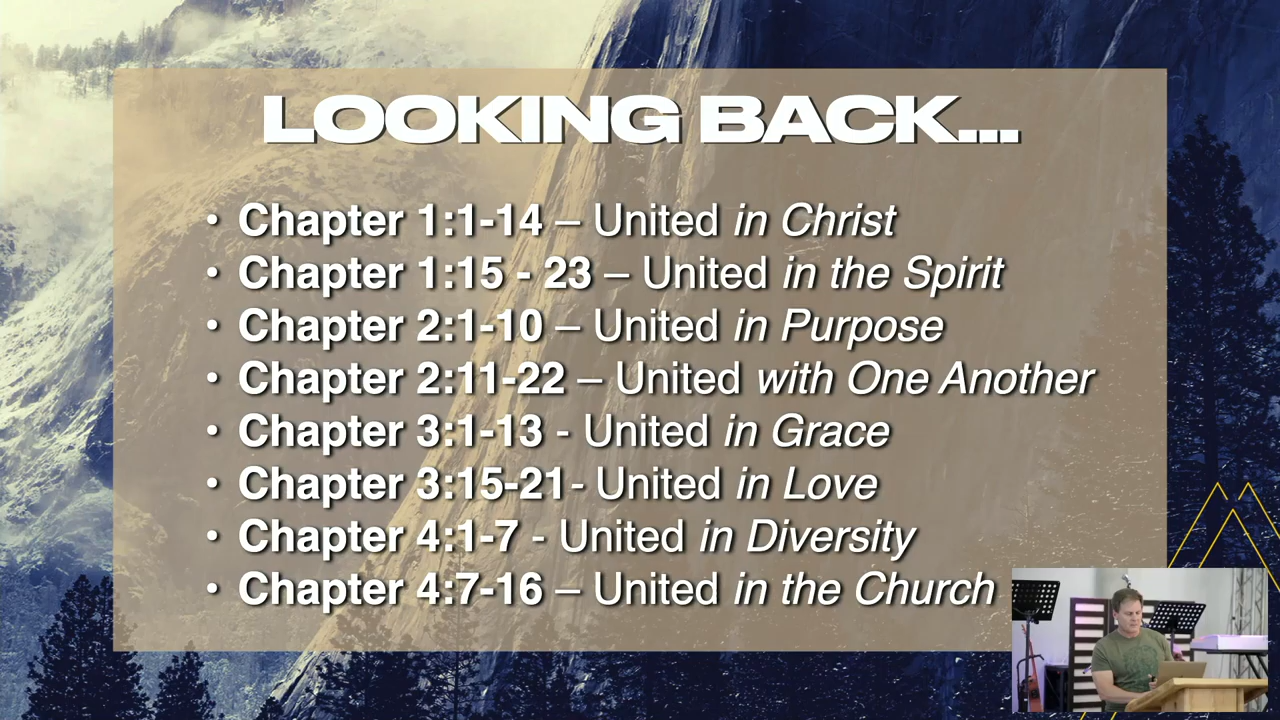 LOOKING BACK...
• Chapter 1:1-14 – United in Christ
• Chapter 1:15 - 23 – United in the Spirit
• Chapter 2:1-10 – United in Purpose
• Chapter 2:11-22 – United with One Another
• Chapter 3:1-13 - United in Grace
• Chapter 3:15-21- United in Love
• Chapter 4:1-7 - United in Diversity
• Chapter 4:7-16 – United in the Church